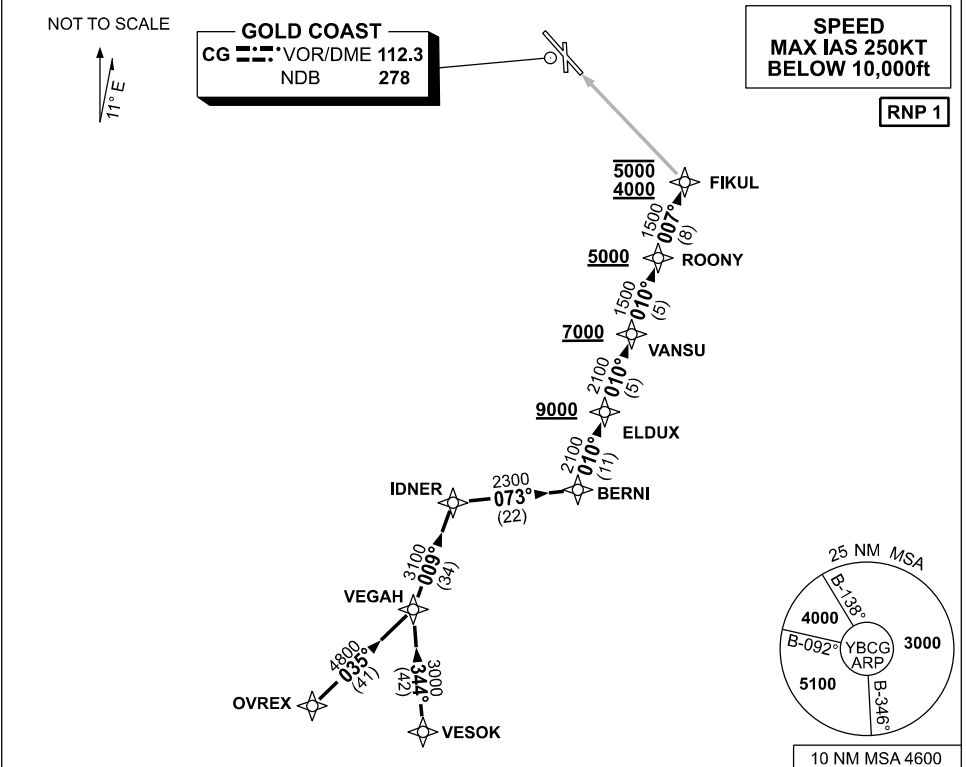 NOT TO SCALE
11° E
GOLD COAST
CG VOR/DME 112.3
NDB 278
SPEED
MAX IAS 250KT
BELOW 10,000ft
RNP 1
5000
4000
FIKUL
1500
007°
(8)
5000
ROONY
1500
010°
(5)
7000
VANSU
2100
010°
(5)
9000
ELDUX
2100
010°
(11)
IDNER
2300
073°
(22)
BERNI
3100
009°
(34)
VEGAH
4800
035°
(41)
3000
344°
(42)
OVREX
VESOK
25 NM MSA
B-138°
4000
3000
B-092°
YBCG
ARP
5100
B-346°
10 NM MSA 4600